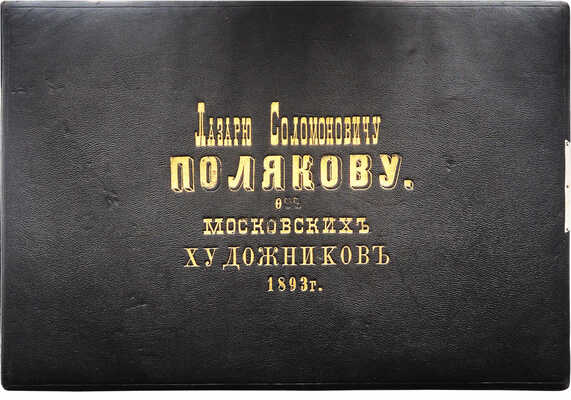 Лазарю Соломоновичу
ПОЛЯКОВУ.
отъ
МОСКОВСКИХЪ
ХУДОЖНИКОВЪ
1893г.